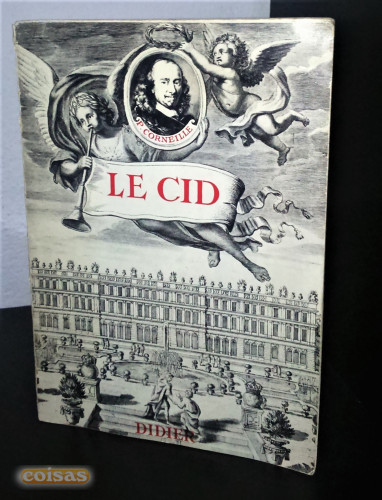 P. CORNEILLE
LE CID
DIDIER
coisas